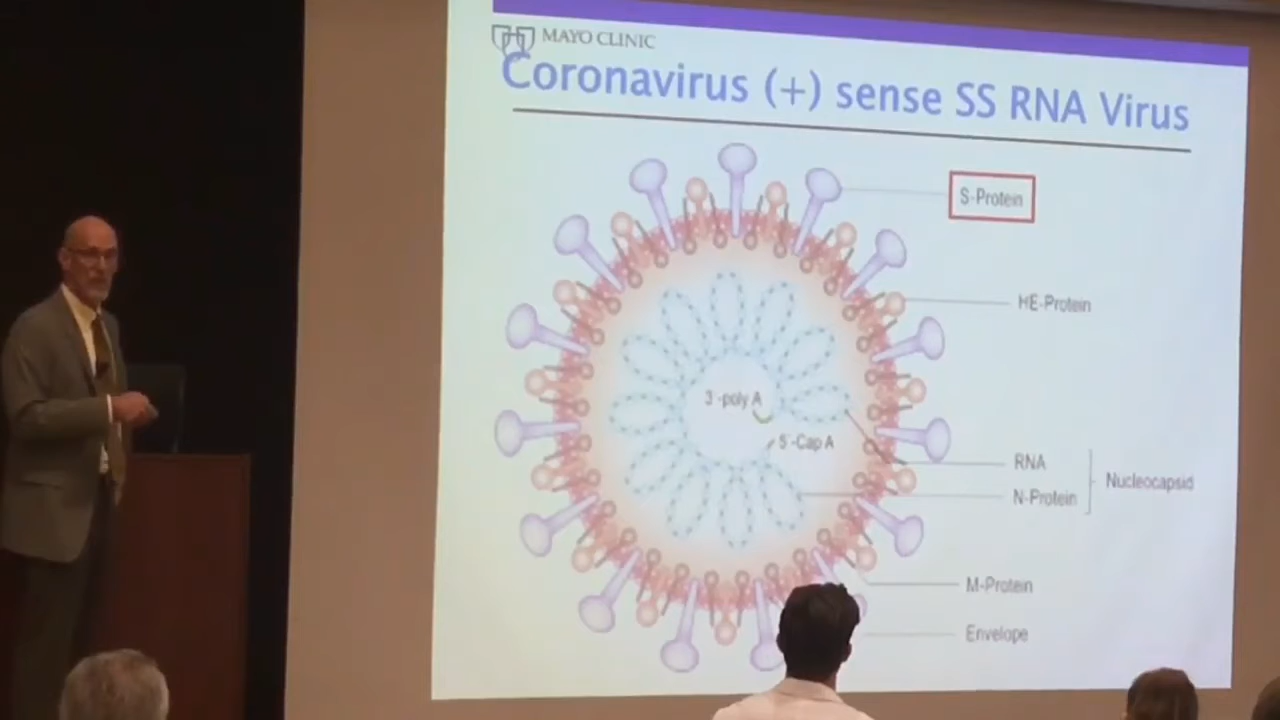 MAYO CLINIC
Coronavirus (+) sense SS RNA Virus
S-Protein
HE-Protein
3'-poly A
5'-Cap A
RNA
N-Protein
Nucleocapsid
M-Protein
Envelope